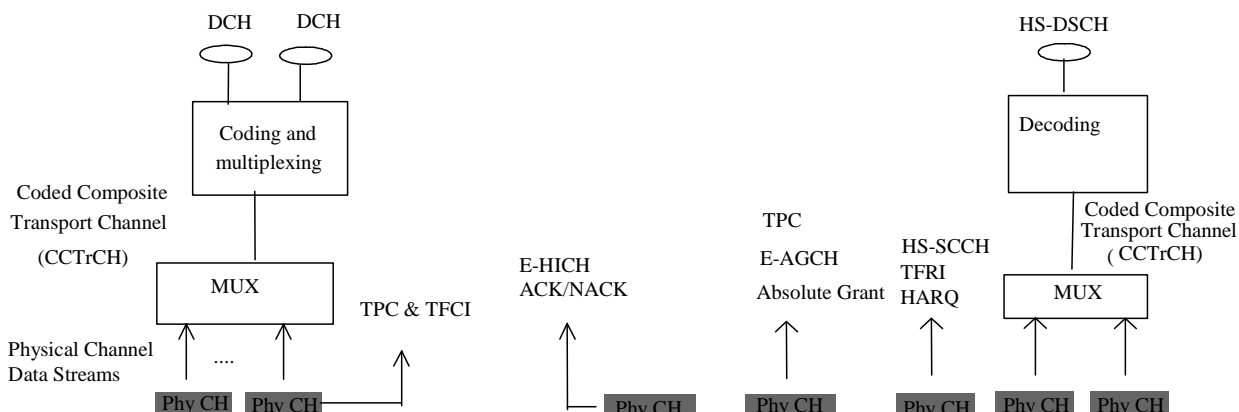 DCH
DCH
HS-DSCH
Coding and
multiplexing
Decoding
Coded Composite
Transport Channel
(CCTrCH)
MUX
TPC & TFCI
E-HICH
ACK/NACK
TPC
E-AGCH
Absolute Grant
HS-SCCH
TFRI
HARQ
Coded Composite
Transport Channel
( CCTrCH)
MUX
Physical Channel
Data Streams
....
Phy CH
Phy CH
Phy CH
Phy CH
Phy CH
Phy CH
Phy CH